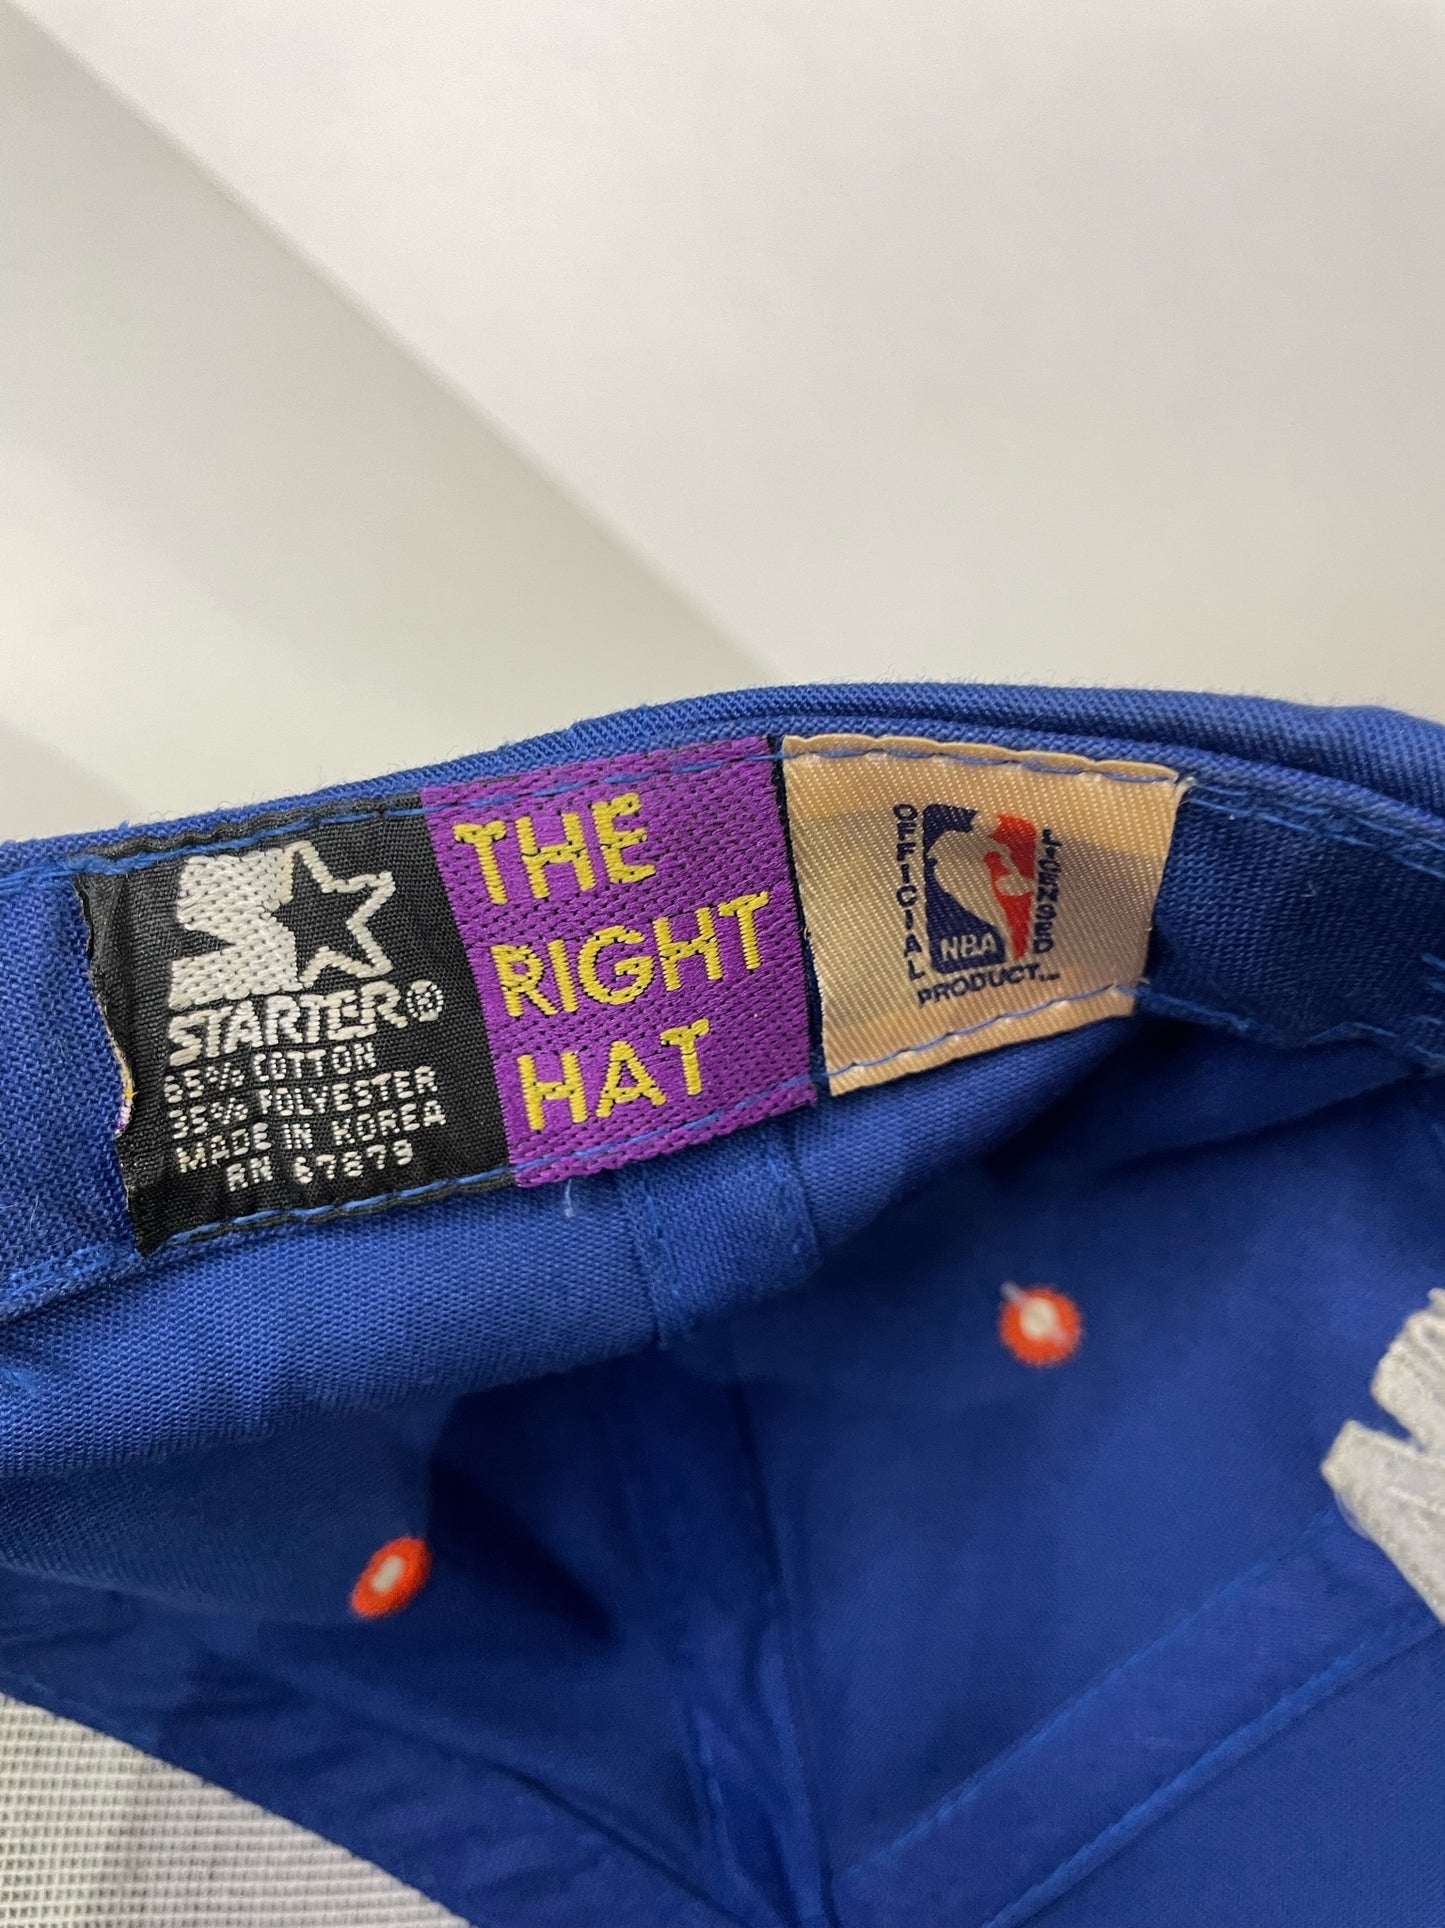 STARTER®
65% COTTON
35% POLYESTER
MADE IN KOREA
RN 67879
THE
RIGHT
HAT
OFFICIAL
NBA
LICENSED
PRODUCT